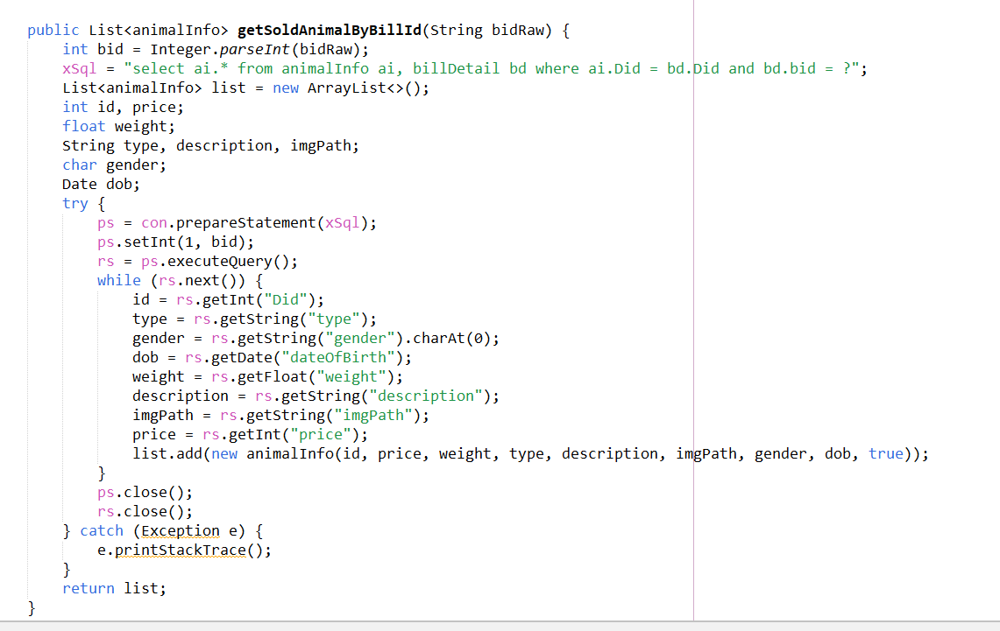 public List<animalInfo> getSoldAnimalByBillId(String bidRaw) {
int bid = Integer.parseInt(bidRaw);
xSql = "select ai.* from animalInfo ai, billDetail bd where ai.Did = bd.Did and bd.bid = ?";
List<animalInfo> list = new ArrayList<>();
int id, price;
float weight;
String type, description, imgPath;
char gender;
Date dob;
try {
ps = con.prepareStatement(xSql);
ps.setInt(1, bid);
rs = ps.executeQuery();
while (rs.next()) {
id = rs.getInt("Did");
type = rs.getString("type");
gender = rs.getString("gender").charAt(0);
dob = rs.getDate("dateOfBirth");
weight = rs.getFloat("weight");
description = rs.getString("description");
imgPath = rs.getString("imgPath");
price = rs.getInt("price");
list.add(new animalInfo(id, price, weight, type, description, imgPath, gender, dob, true));
}
ps.close();
rs.close();
} catch (Exception e) {
e.printStackTrace();
}
return list;
}